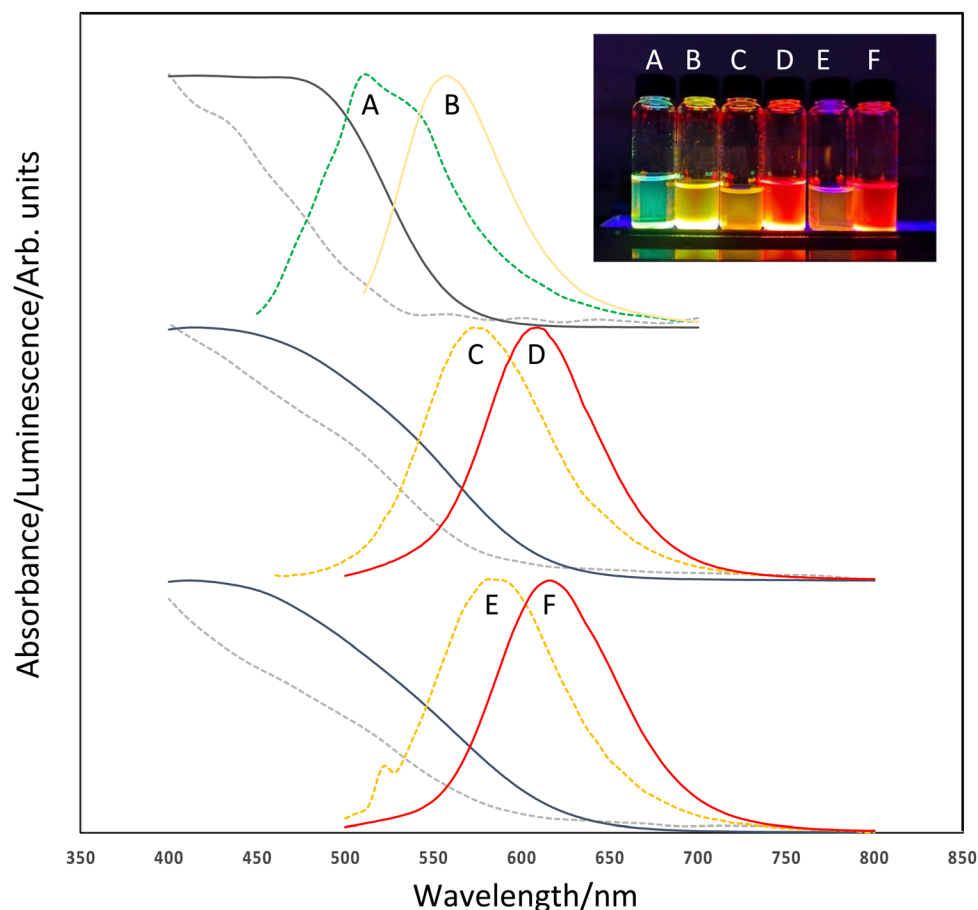 A B C D E F
A B
C D
E F
Absorbance/Luminescence/Arb. units
350 400 450 500 550 600 650 700 750 800 850
Wavelength/nm